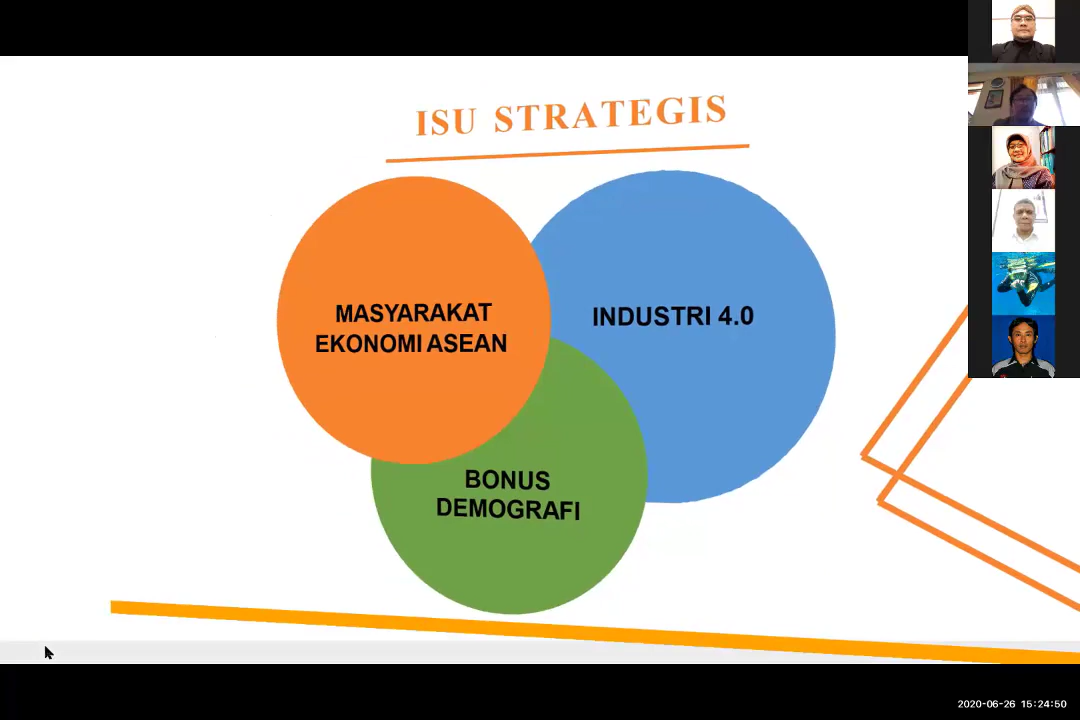 ISU STRATEGIS
MASYARAKAT
EKONOMI ASEAN
INDUSTRI 4.0
BONUS
DEMOGRAFI
2020-06-26 15:24:50